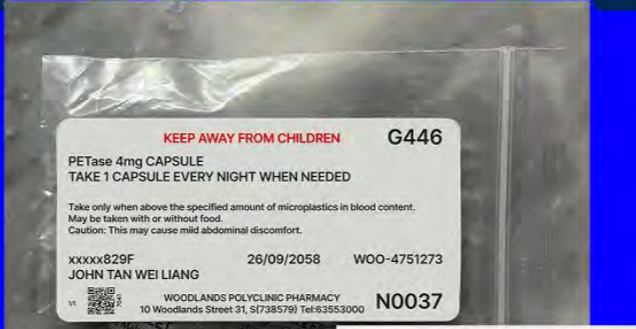 KEEP AWAY FROM CHILDREN G446
PETase 4mg CAPSULE
TAKE 1 CAPSULE EVERY NIGHT WHEN NEEDED
Take only when above the specified amount of microplastics in blood content.
May be taken with or without food.
Caution: This may cause mild abdominal discomfort.
xxxxx829F 26/09/2058 WOO-4751273
JOHN TAN WEI LIANG
1/1
WOODLANDS POLYCLINIC PHARMACY N0037
10 Woodlands Street 31, S(738579) Tel:63553000